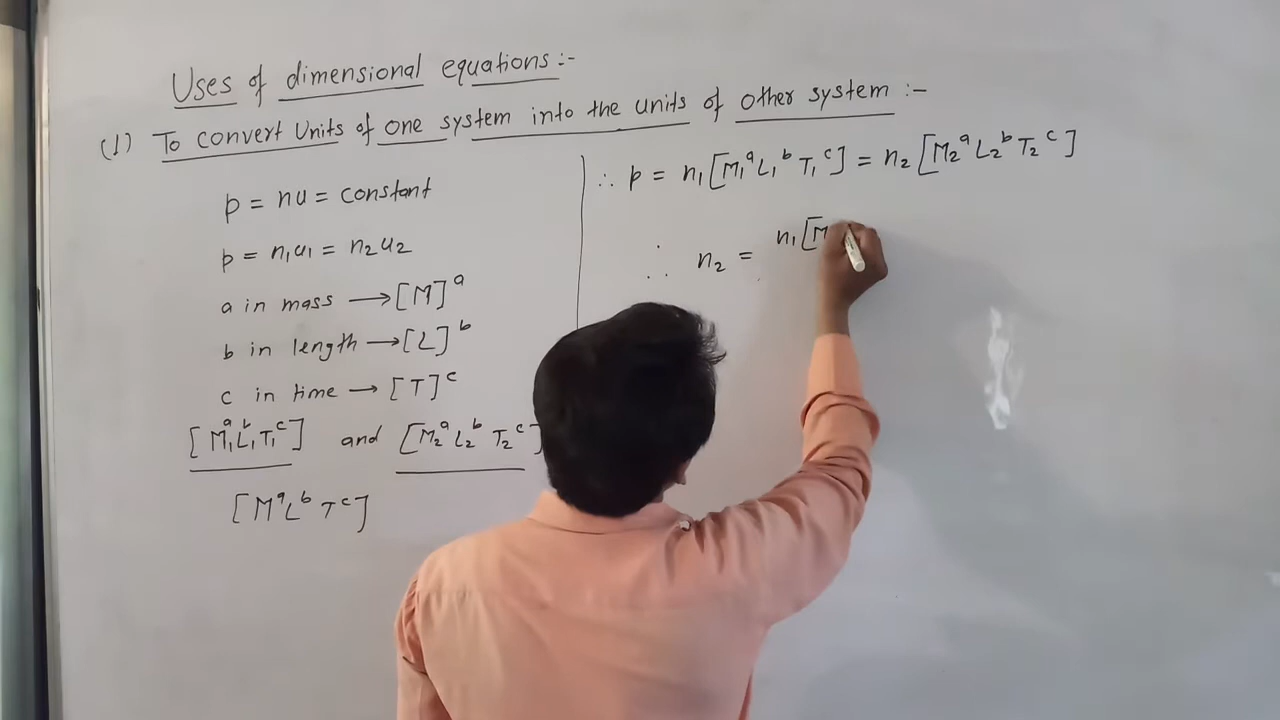 Uses of dimensional equations :-
(1) To convert Units of one system into the units of other system :-
p = nu = constant
p = n₁u₁ = n₂u₂
a in mass ⟶ [M]ᵃ
b in length ⟶ [L]ᵇ
c in time ⟶ [T]ᶜ
[M₁ᵃL₁ᵇT₁ᶜ] and [M₂ᵃL₂ᵇT₂ᶜ]
[MᵃLᵇTᶜ]
∴ p = n₁[M₁ᵃL₁ᵇT₁ᶜ] = n₂[M₂ᵃL₂ᵇT₂ᶜ]
∴ n₂ = n₁[M